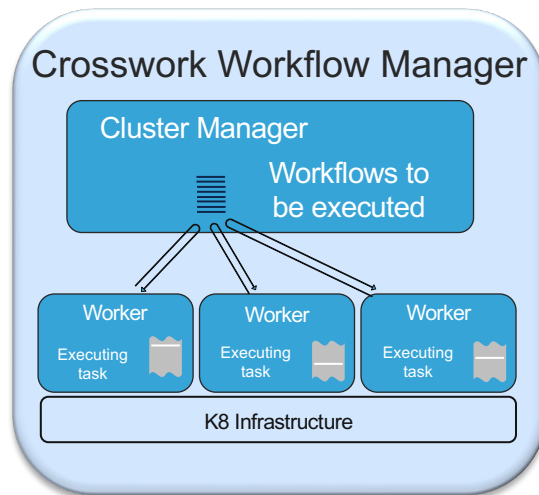 Crosswork Workflow Manager
Cluster Manager
Workflows to
be executed
Worker
Executing
task
Worker
Executing
task
Worker
Executing
task
K8 Infrastructure